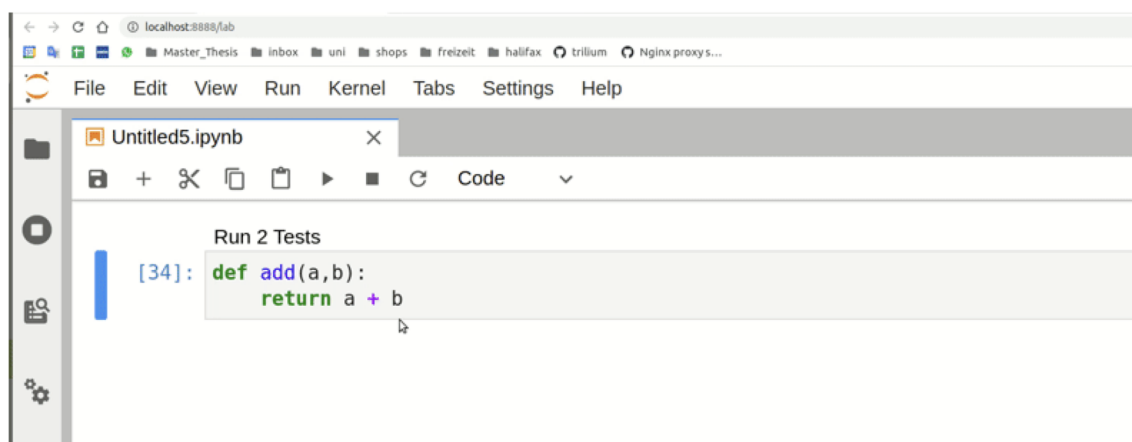 localhost:8888/lab
Master_Thesis inbox uni shops freizeit halifax trilium Nginx proxy s...
File Edit View Run Kernel Tabs Settings Help
Untitled5.ipynb
Code
Run 2 Tests
[34]: def add(a,b):
return a + b